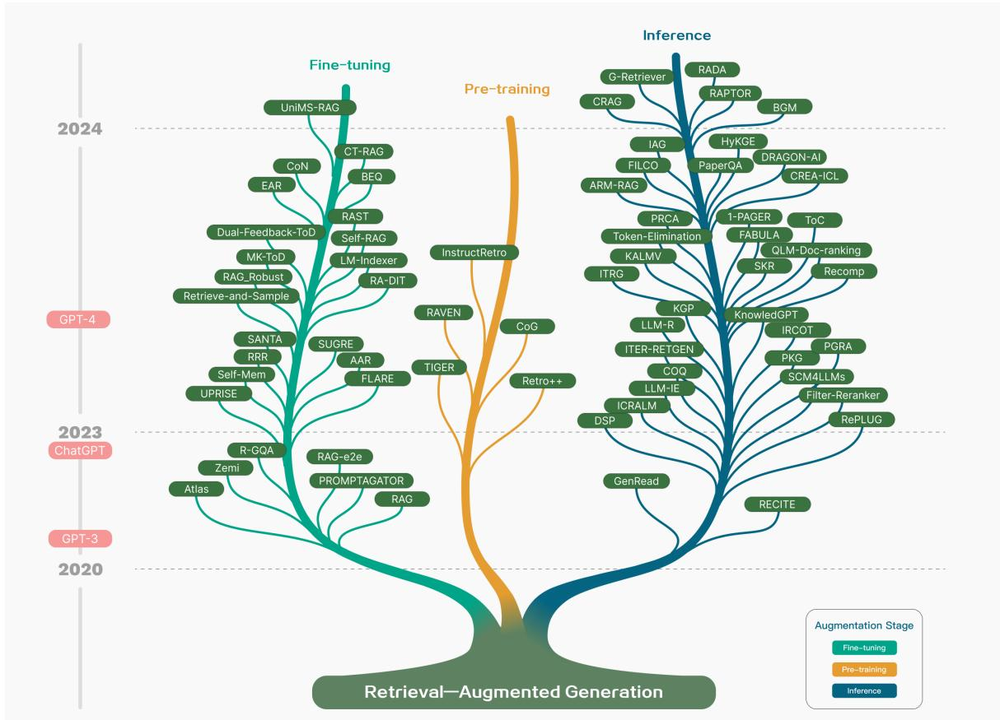 Inference
Fine-tuning
Pre-training
G-Retriever
RADA
RAPTOR
CRAG
BGM
UniMS-RAG
2024
IAG
HyKGE
CT-RAG
DRAGON-AI
CoN
FILCO
PaperQA
BEQ
CREA-ICL
EAR
ARM-RAG
RAST
PRCA
1-PAGER
ToC
Dual-Feedback-ToD
Self-RAG
Token-Elimination
FABULA
InstructRetro
QLM-Doc-ranking
MK-ToD
LM-Indexer
KALMV
SKR
RAG_Robust
RA-DIT
ITRG
Recomp
Retrieve-and-Sample
GPT-4
RAVEN
KGP
KnowledGPT
CoG
LLM-R
IRCOT
SANTA
SUGRE
ITER-RETGEN
PGRA
RRR
AAR
TIGER
PKG
Self-Mem
FLARE
Retro++
COQ
SCM4LLMs
UPRISE
LLM-IE
Filter-Reranker
ICRALM
DSP
RePLUG
2023
ChatGPT
R-GQA
RAG-e2e
Zemi
PROMPTAGATOR
GenRead
Atlas
RAG
RECITE
GPT-3
2020
Augmentation Stage
Fine-tuning
Pre-training
Inference
Retrieval—Augmented Generation